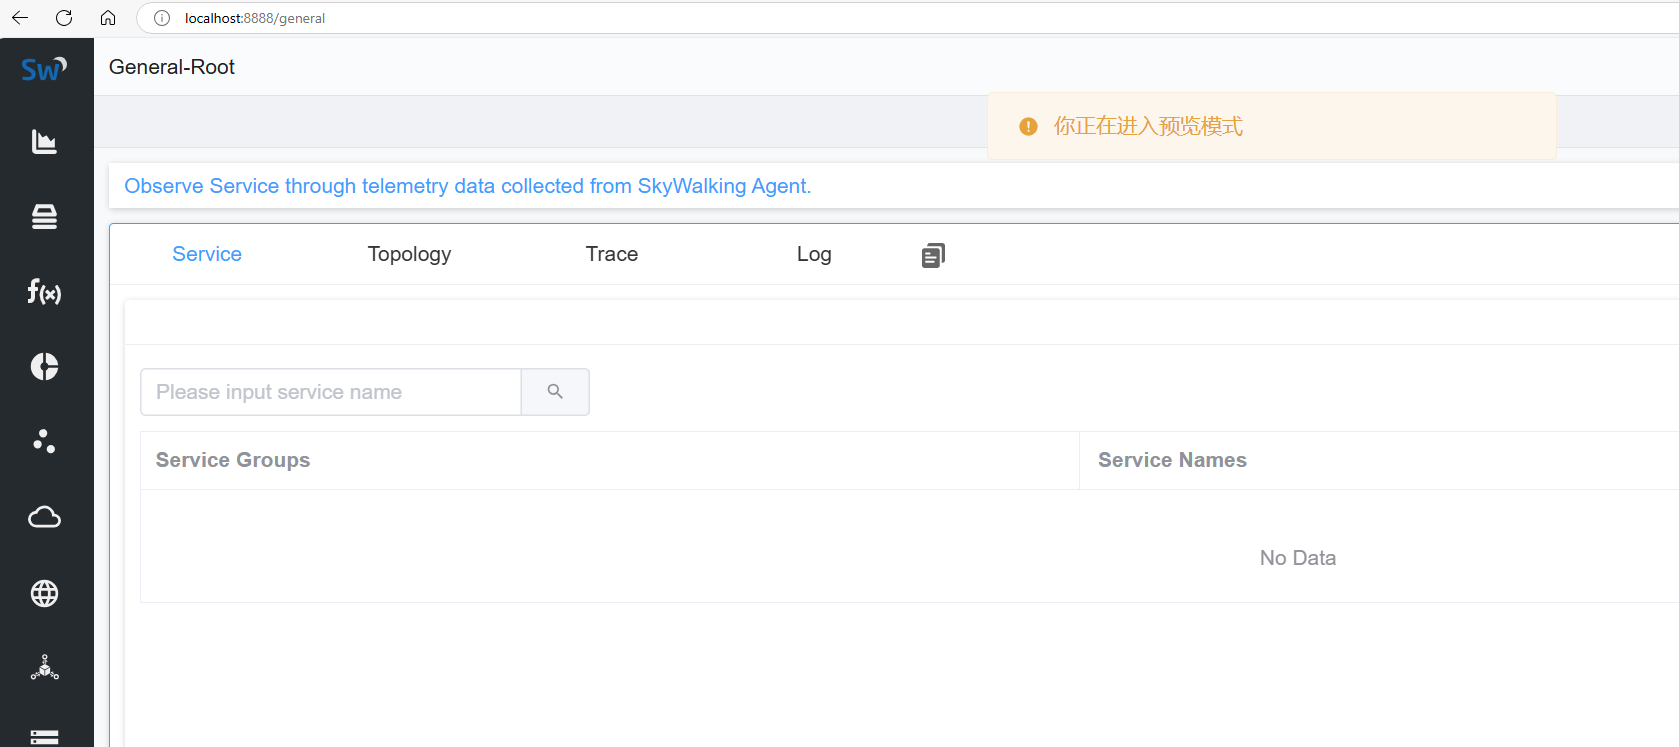 localhost:8888/general
Sw
General-Root
你正在进入预览模式
Observe Service through telemetry data collected from SkyWalking Agent.
Service Topology Trace Log
f(x)
Please input service name
Service Groups Service Names
No Data